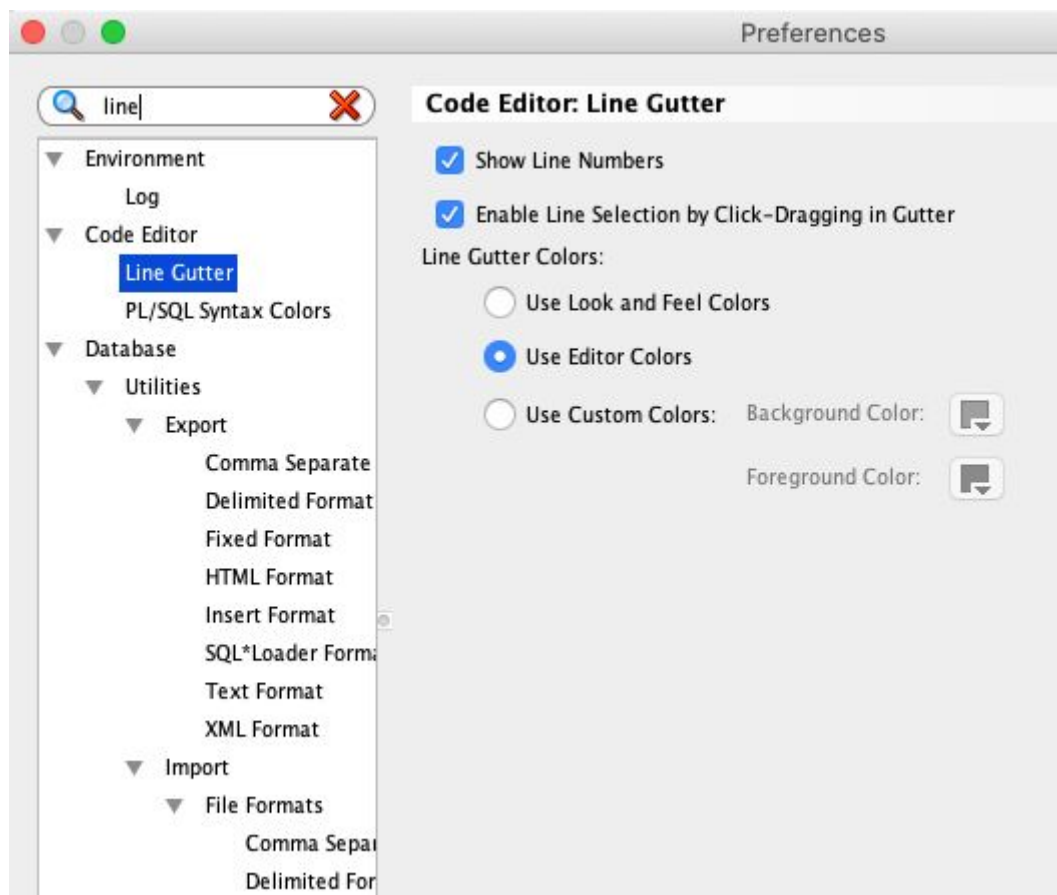 Preferences
line
Environment
Log
Code Editor
Line Gutter
PL/SQL Syntax Colors
Database
Utilities
Export
Comma Separate
Delimited Format
Fixed Format
HTML Format
Insert Format
SQL*Loader Forma
Text Format
XML Format
Import
File Formats
Comma Separ
Delimited For
Code Editor: Line Gutter
Show Line Numbers
Enable Line Selection by Click-Dragging in Gutter
Line Gutter Colors:
Use Look and Feel Colors
Use Editor Colors
Use Custom Colors: Background Color:
Foreground Color: